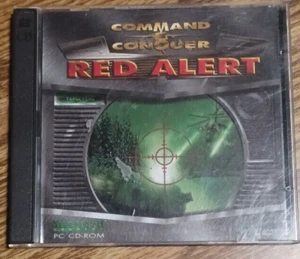 COMMAND
& CONQUER
RED ALERT
PC CD-ROM